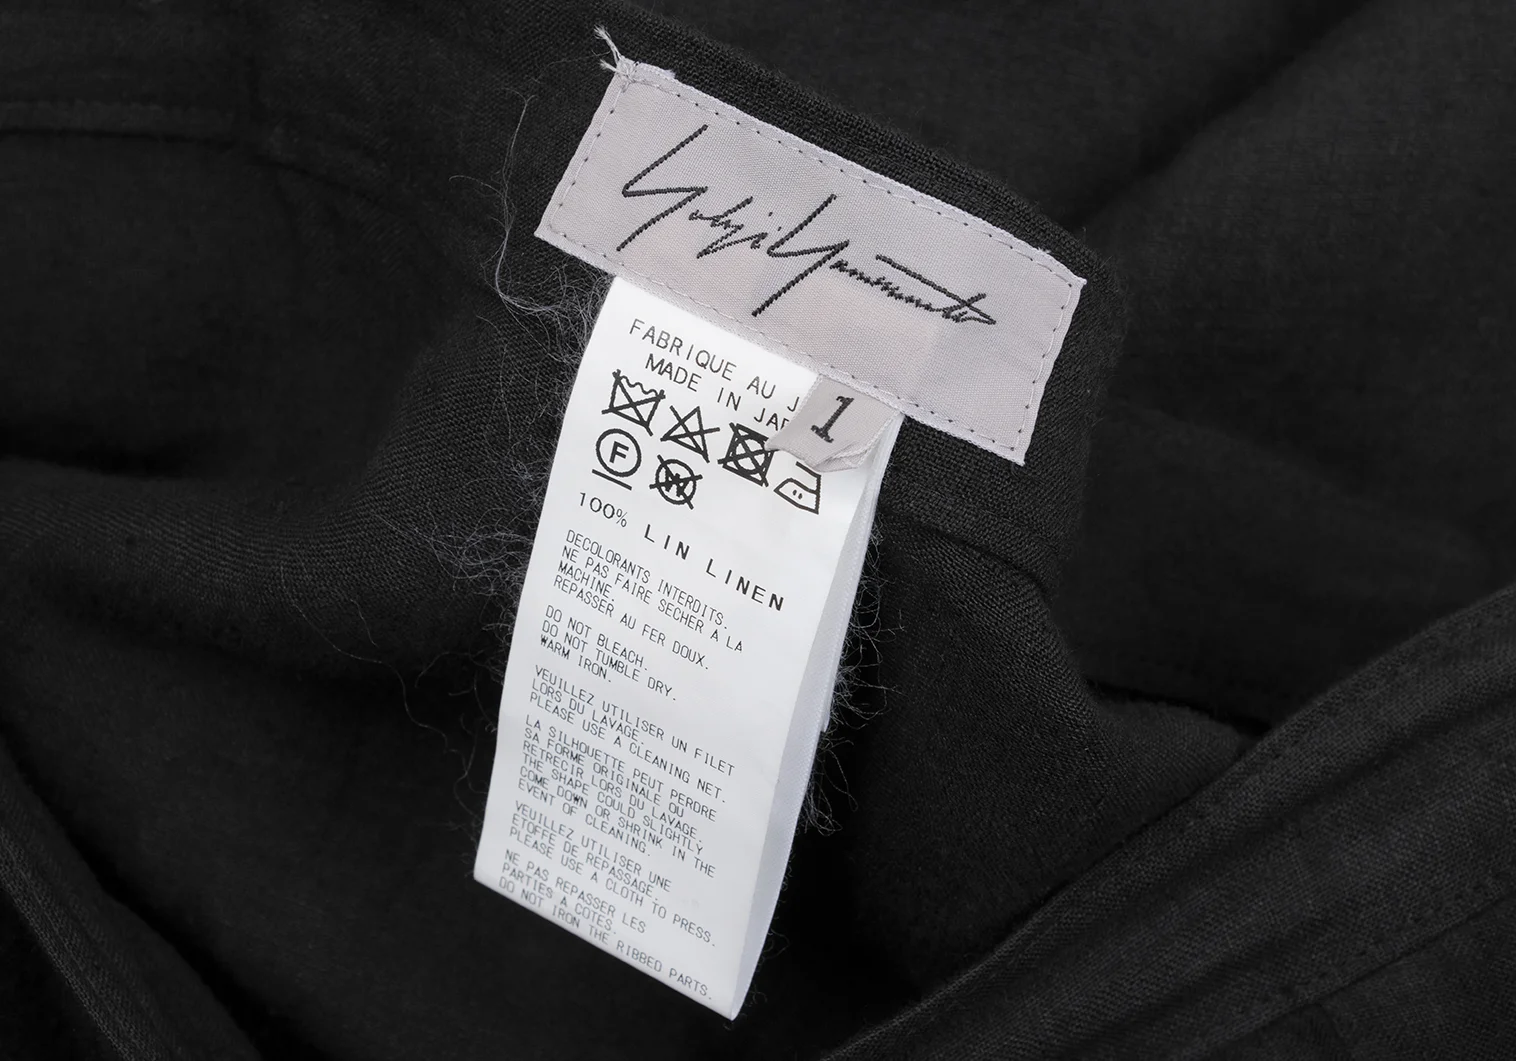 Yohji Yamamoto
1
FABRIQUE AU J
MADE IN JAP
F
W
100% LIN LINEN
DECOLORANTS INTERDITS.
NE PAS FAIRE SECHER A LA
MACHINE.
REPASSER AU FER DOUX.
DO NOT BLEACH.
DO NOT TUMBLE DRY.
WARM IRON.
VEUILLEZ UTILISER UN FILET
LORS DU LAVAGE.
PLEASE USE A CLEANING NET.
LA SILHOUETTE PEUT PERDRE
SA FORME ORIGINALE OU
RETRECIR LORS DU LAVAGE.
THE SHAPE COULD SLIGHTLY
COME DOWN OR SHRINK IN THE
EVENT OF CLEANING.
VEUILLEZ UTILISER UNE
ETOFFE DE REPASSAGE.
PLEASE USE A CLOTH TO PRESS.
NE PAS REPASSER LES
PARTIES A COTES.
DO NOT IRON THE RIBBED PARTS.